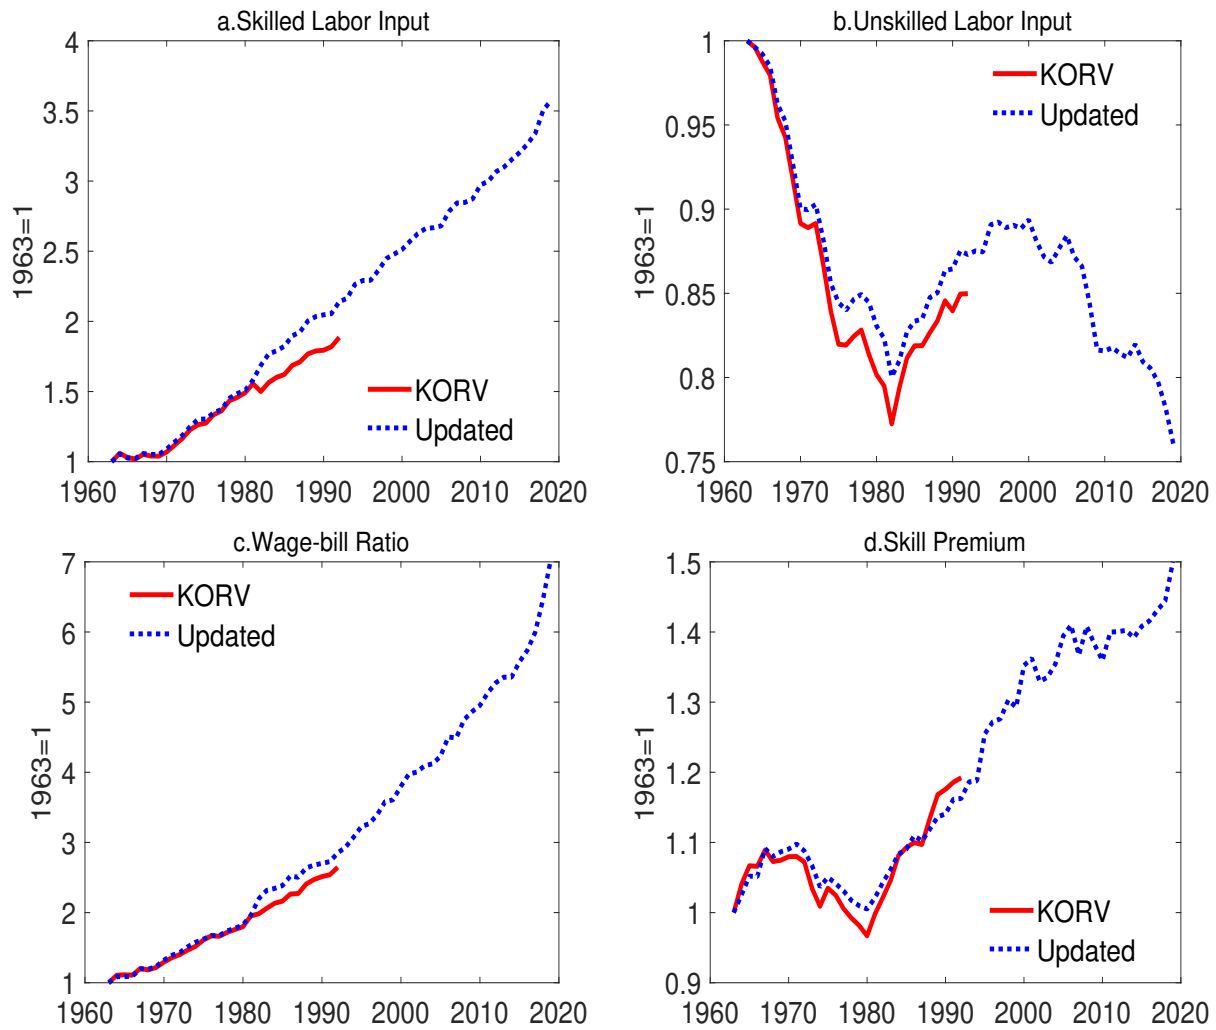 a.Skilled Labor Input
4
3.5
3
2.5
2
1.5
1
1963=1
KORV
Updated
1960 1970 1980 1990 2000 2010 2020
b.Unskilled Labor Input
1
0.95
0.9
0.85
0.8
0.75
1963=1
KORV
Updated
1960 1970 1980 1990 2000 2010 2020
c.Wage-bill Ratio
7
6
5
4
3
2
1
1963=1
KORV
Updated
1960 1970 1980 1990 2000 2010 2020
d.Skill Premium
1.5
1.4
1.3
1.2
1.1
1
0.9
1963=1
KORV
Updated
1960 1970 1980 1990 2000 2010 2020